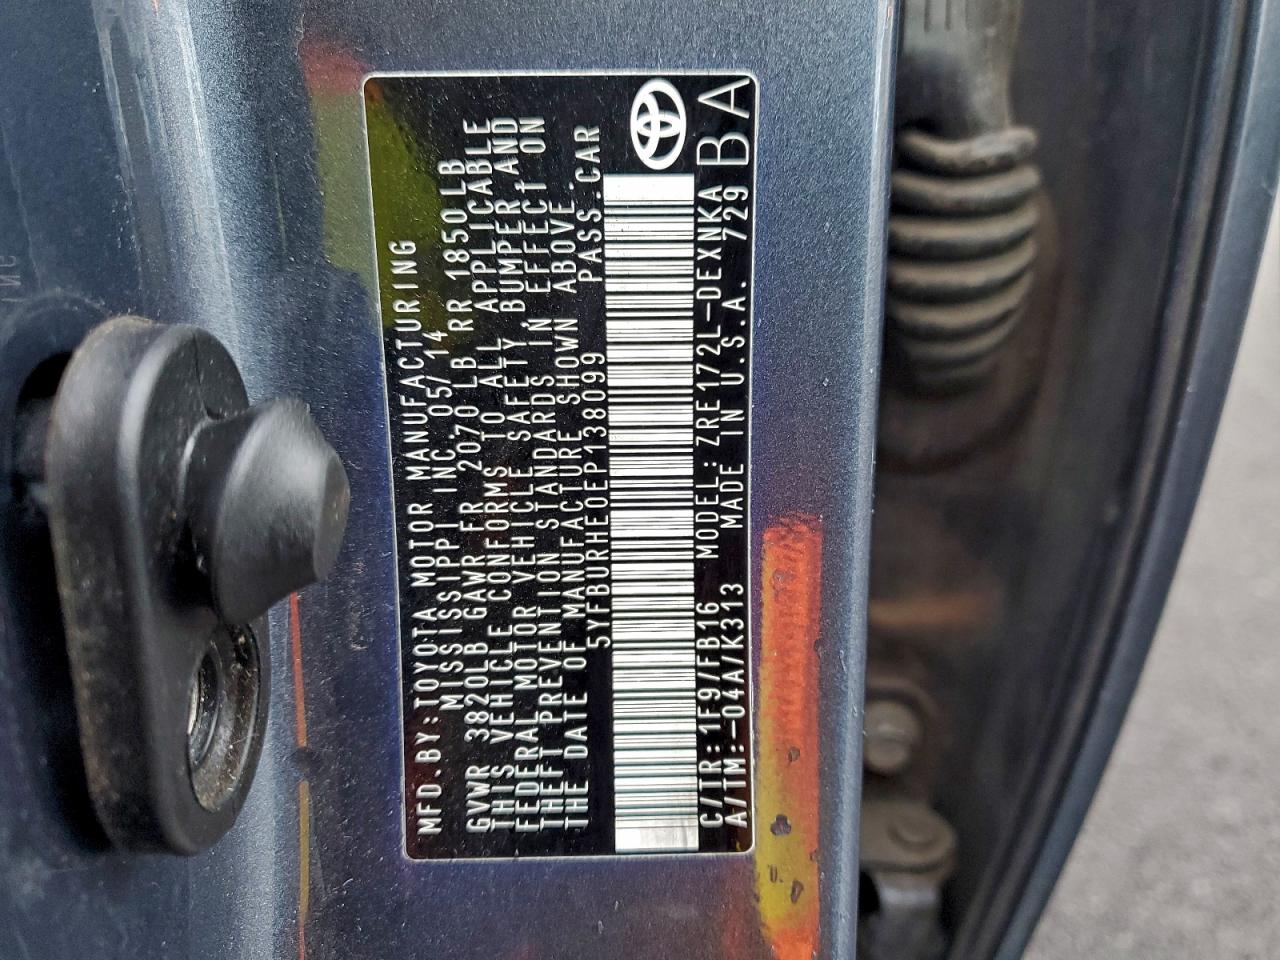 MFD.BY:TOYOTA MOTOR MANUFACTURING
MISSISSIPPI INC.05/14
GVWR 3820LB GAWR FR 2070LB RR 1850LB
THIS VEHICLE CONFORMS TO ALL APPLICABLE
FEDERAL MOTOR VEHICLE SAFETY, BUMPER, AND
THEFT PREVENTION STANDARDS IN EFFECT ON
THE DATE OF MANUFACTURE SHOWN ABOVE.
5YFBURHE0EP138099 PASS.CAR
C/TR:1F9/FB16 MODEL:ZRE172L-DEXNKA
A/TM:-04A/K313 MADE IN U.S.A. 729
BA